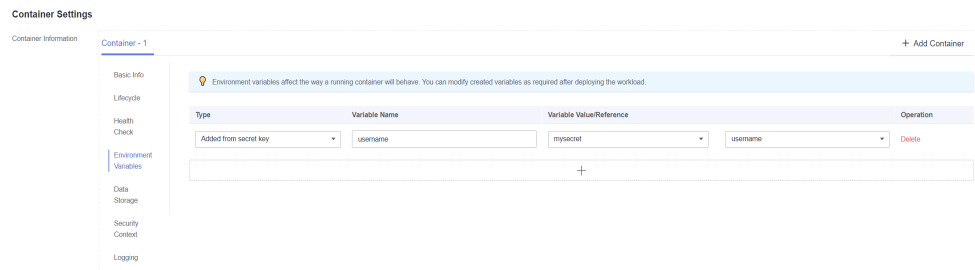 Container Settings
Container Information
Container - 1
+ Add Container
Basic Info
Lifecycle
Health
Check
Environment
Variables
Data
Storage
Security
Context
Logging
Environment variables affect the way a running container will behave. You can modify created variables as required after deploying the workload.
Type Variable Name Variable Value/Reference Operation
Added from secret key username mysecret username Delete
+